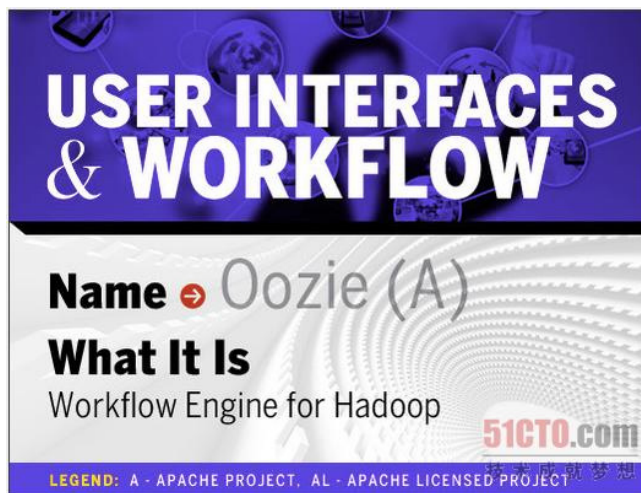 USER INTERFACES
& WORKFLOW
Name Oozie (A)
What It Is
Workflow Engine for Hadoop
51CTO.com
技术成就梦想
LEGEND: A - APACHE PROJECT, AL - APACHE LICENSED PROJECT